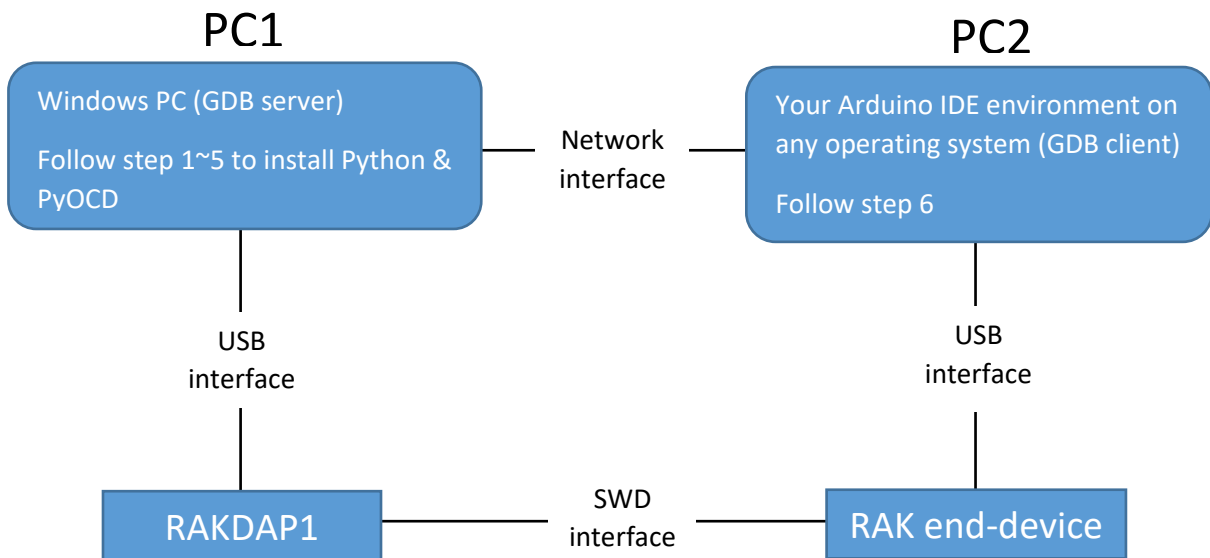 PC1
PC2
Windows PC (GDB server)
Follow step 1~5 to install Python &
PyOCD
Network
interface
Your Arduino IDE environment on
any operating system (GDB client)
Follow step 6
USB
interface
USB
interface
RAKDAP1
SWD
interface
RAK end-device